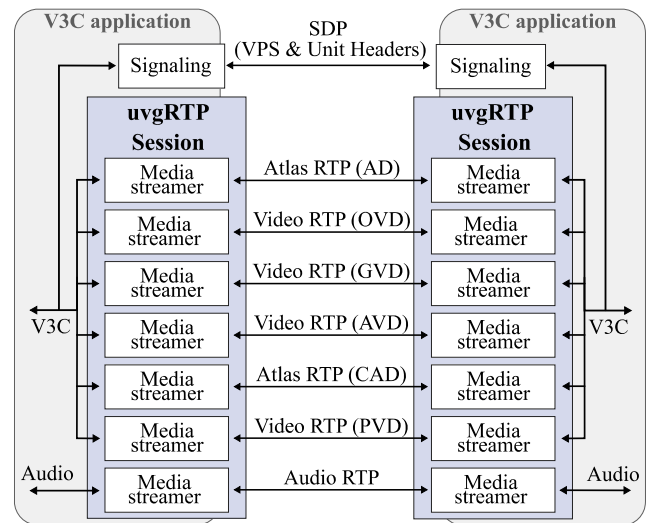 V3C application
SDP
V3C application
(VPS & Unit Headers)
Signaling
Signaling
uvgRTP
Session
uvgRTP
Session
Media
streamer
Atlas RTP (AD)
Media
streamer
Media
streamer
Video RTP (OVD)
Media
streamer
Media
streamer
Video RTP (GVD)
Media
streamer
V3C
Media
streamer
Video RTP (AVD)
Media
streamer
V3C
Media
streamer
Atlas RTP (CAD)
Media
streamer
Media
streamer
Video RTP (PVD)
Media
streamer
Audio
Media
streamer
Audio RTP
Media
streamer
Audio